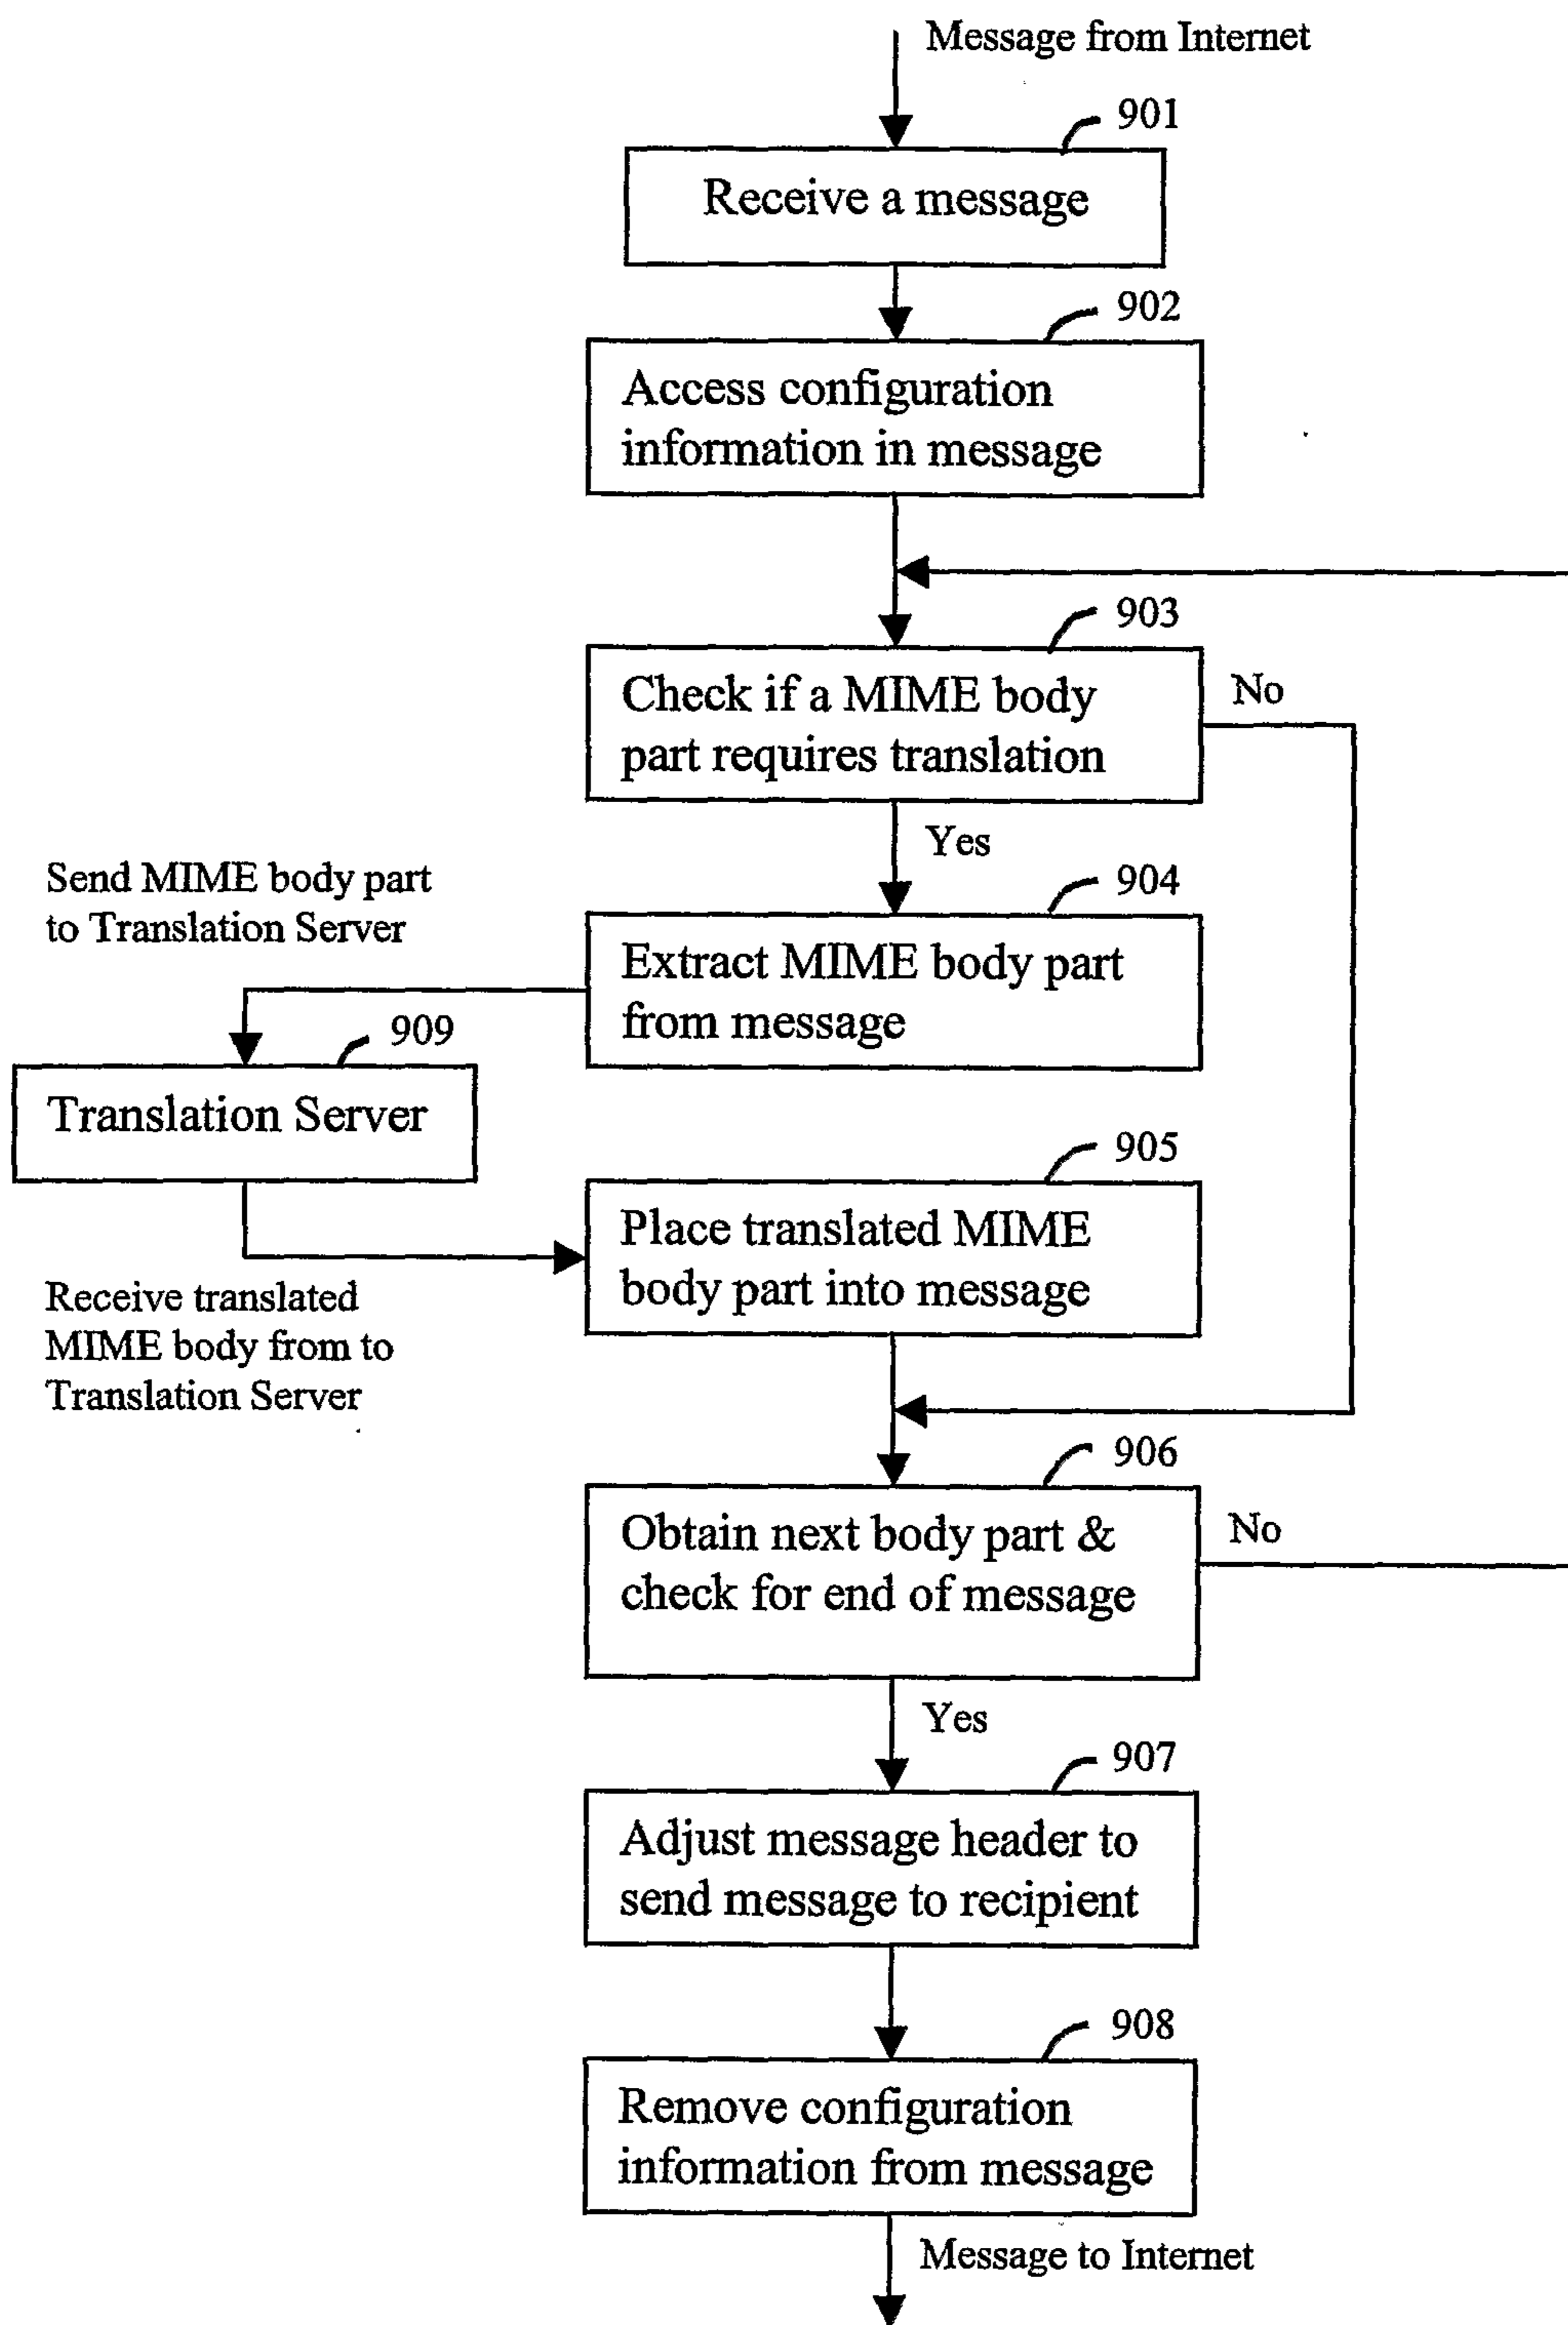 Message from Internet
901
Receive a message
902
Access configuration
information in message
903
Check if a MIME body
part requires translation
No
Yes
904
Send MIME body part
to Translation Server
Extract MIME body part
from message
909
Translation Server
905
Place translated MIME
body part into message
Receive translated
MIME body from to
Translation Server
906
Obtain next body part &
check for end of message
No
Yes
907
Adjust message header to
send message to recipient
908
Remove configuration
information from message
Message to Internet